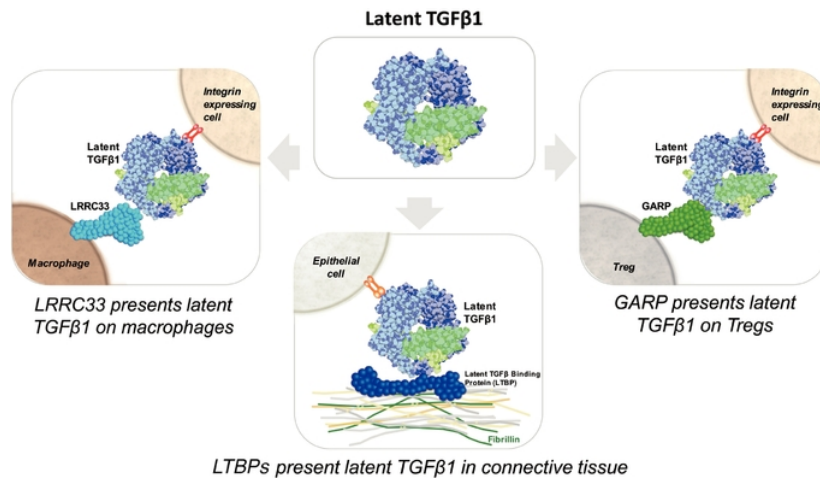 Latent TGFβ1
Integrin
expressing
cell
Latent
TGFβ1
LRRC33
Macrophage
LRRC33 presents latent
TGFβ1 on macrophages
Integrin
expressing
cell
Latent
TGFβ1
GARP
Treg
GARP presents latent
TGFβ1 on Tregs
Epithelial
cell
Latent
TGFβ1
Latent TGFβ Binding
Protein (LTBP)
Fibrillin
LTBPs present latent TGFβ1 in connective tissue